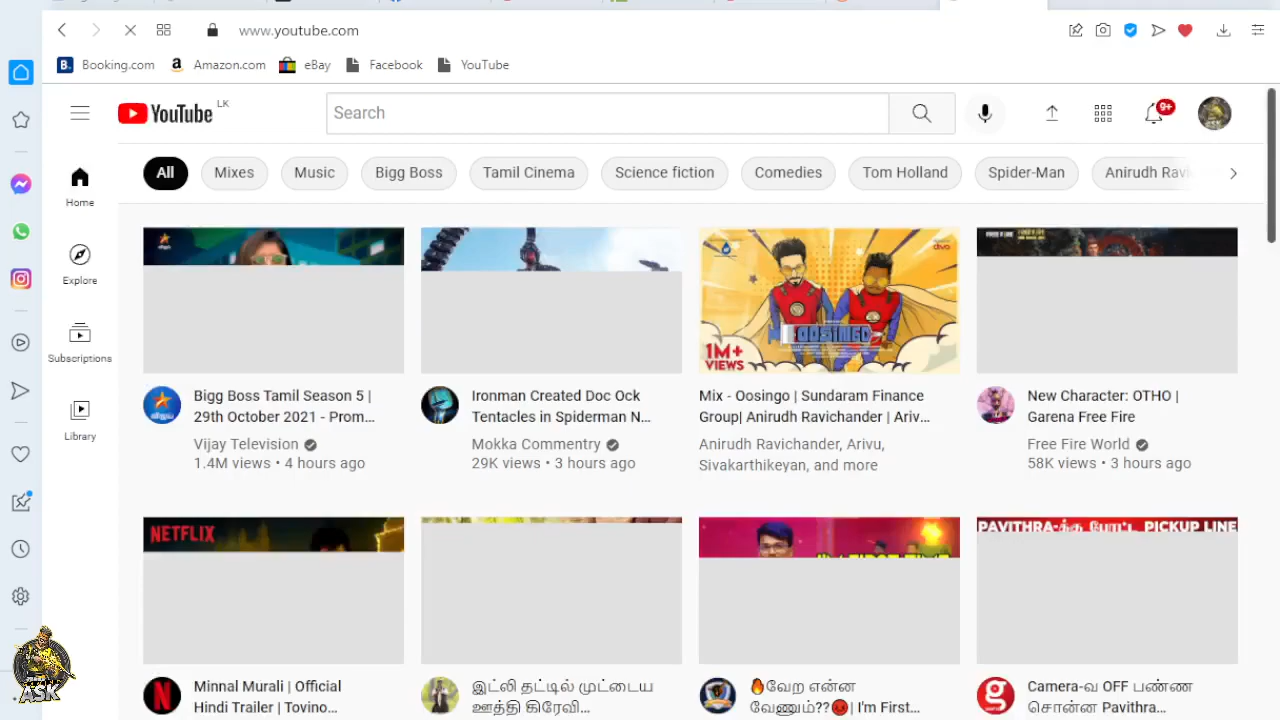 www.youtube.com
Booking.com
Amazon.com
eBay
Facebook
YouTube
YouTube LK
Search
9+
All
Mixes
Music
Bigg Boss
Tamil Cinema
Science fiction
Comedies
Tom Holland
Spider-Man
Anirudh Ravi
Home
Explore
Subscriptions
Library
1M+
VIEWS
Bigg Boss Tamil Season 5 |
29th October 2021 - Prom...
Vijay Television
1.4M views • 4 hours ago
Ironman Created Doc Ock
Tentacles in Spiderman N...
Mokka Commentry
29K views • 3 hours ago
Mix - Oosingo | Sundaram Finance
Group| Anirudh Ravichander | Ariv...
Anirudh Ravichander, Arivu,
Sivakarthikeyan, and more
New Character: OTHO |
Garena Free Fire
Free Fire World
58K views • 3 hours ago
NETFLIX
PAVITHRA-க்கு போட்ட PICKUP LINE
Minnal Murali | Official
Hindi Trailer | Tovino...
இட்லி தட்டில் முட்டைய
ஊத்தி கிரேவி...
🔥வேற என்ன
வேணும்??😡| I'm First...
Camera-வ OFF பண்ண
சொன்ன Pavithra...
ASK